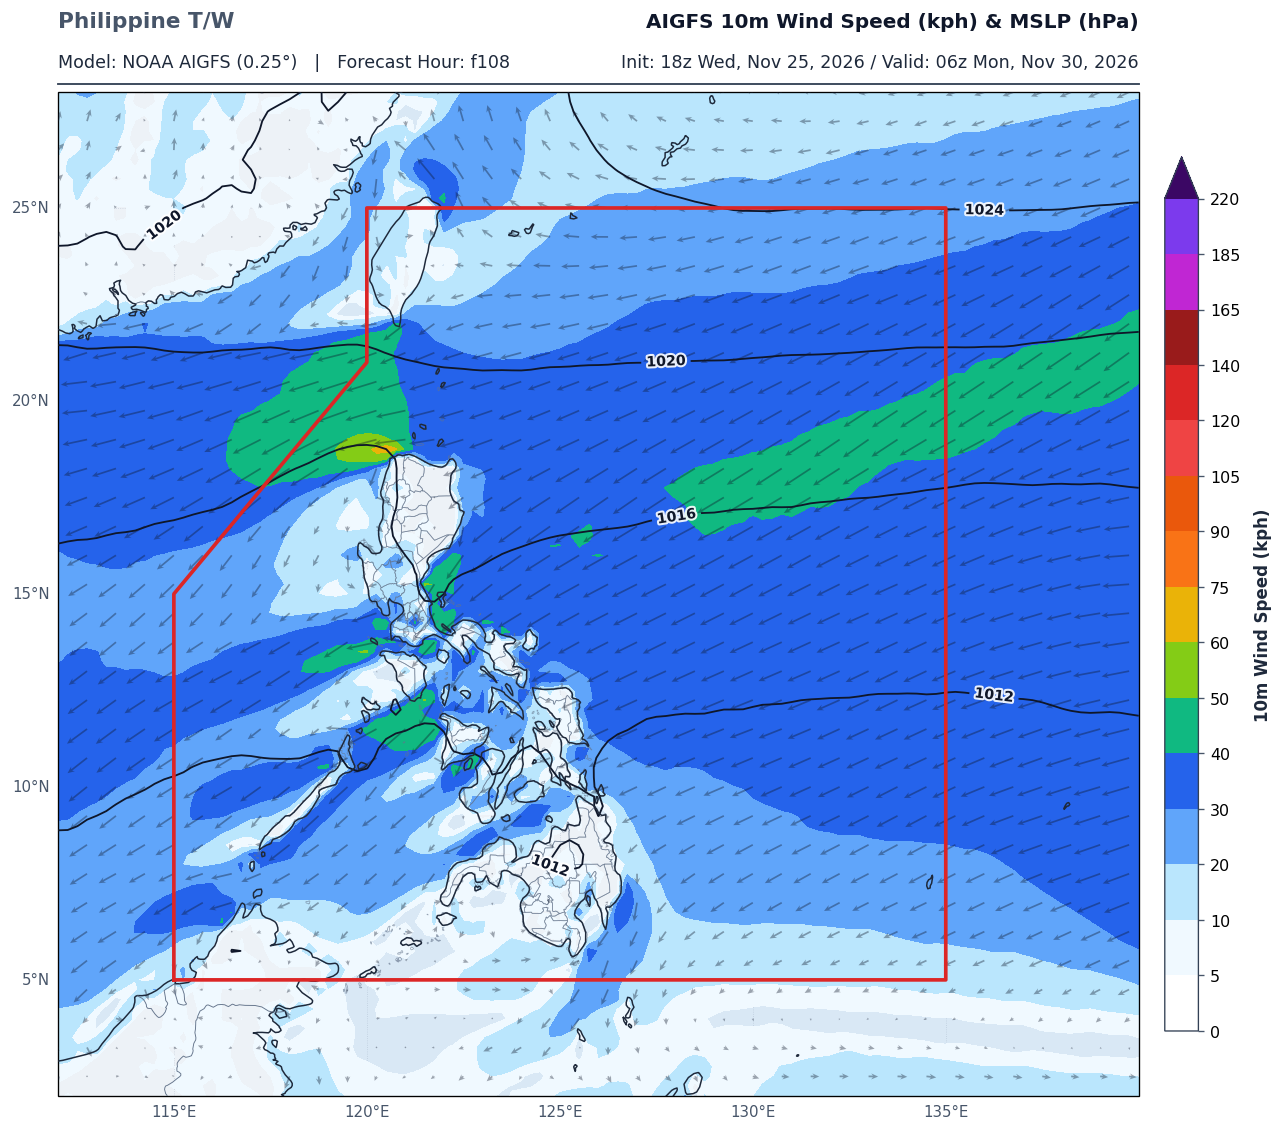 Philippine T/W
AIGFS 10m Wind Speed (kph) & MSLP (hPa)
Model: NOAA AIGFS (0.25°)   |   Forecast Hour: f108
Init: 18z Wed, Nov 25, 2026 / Valid: 06z Mon, Nov 30, 2026
25°N
20°N
15°N
10°N
5°N
1020
1024
1020
1016
1012
1012
115°E
120°E
125°E
130°E
135°E
220
185
165
140
120
105
90
75
60
50
40
30
20
10
5
0
10m Wind Speed (kph)